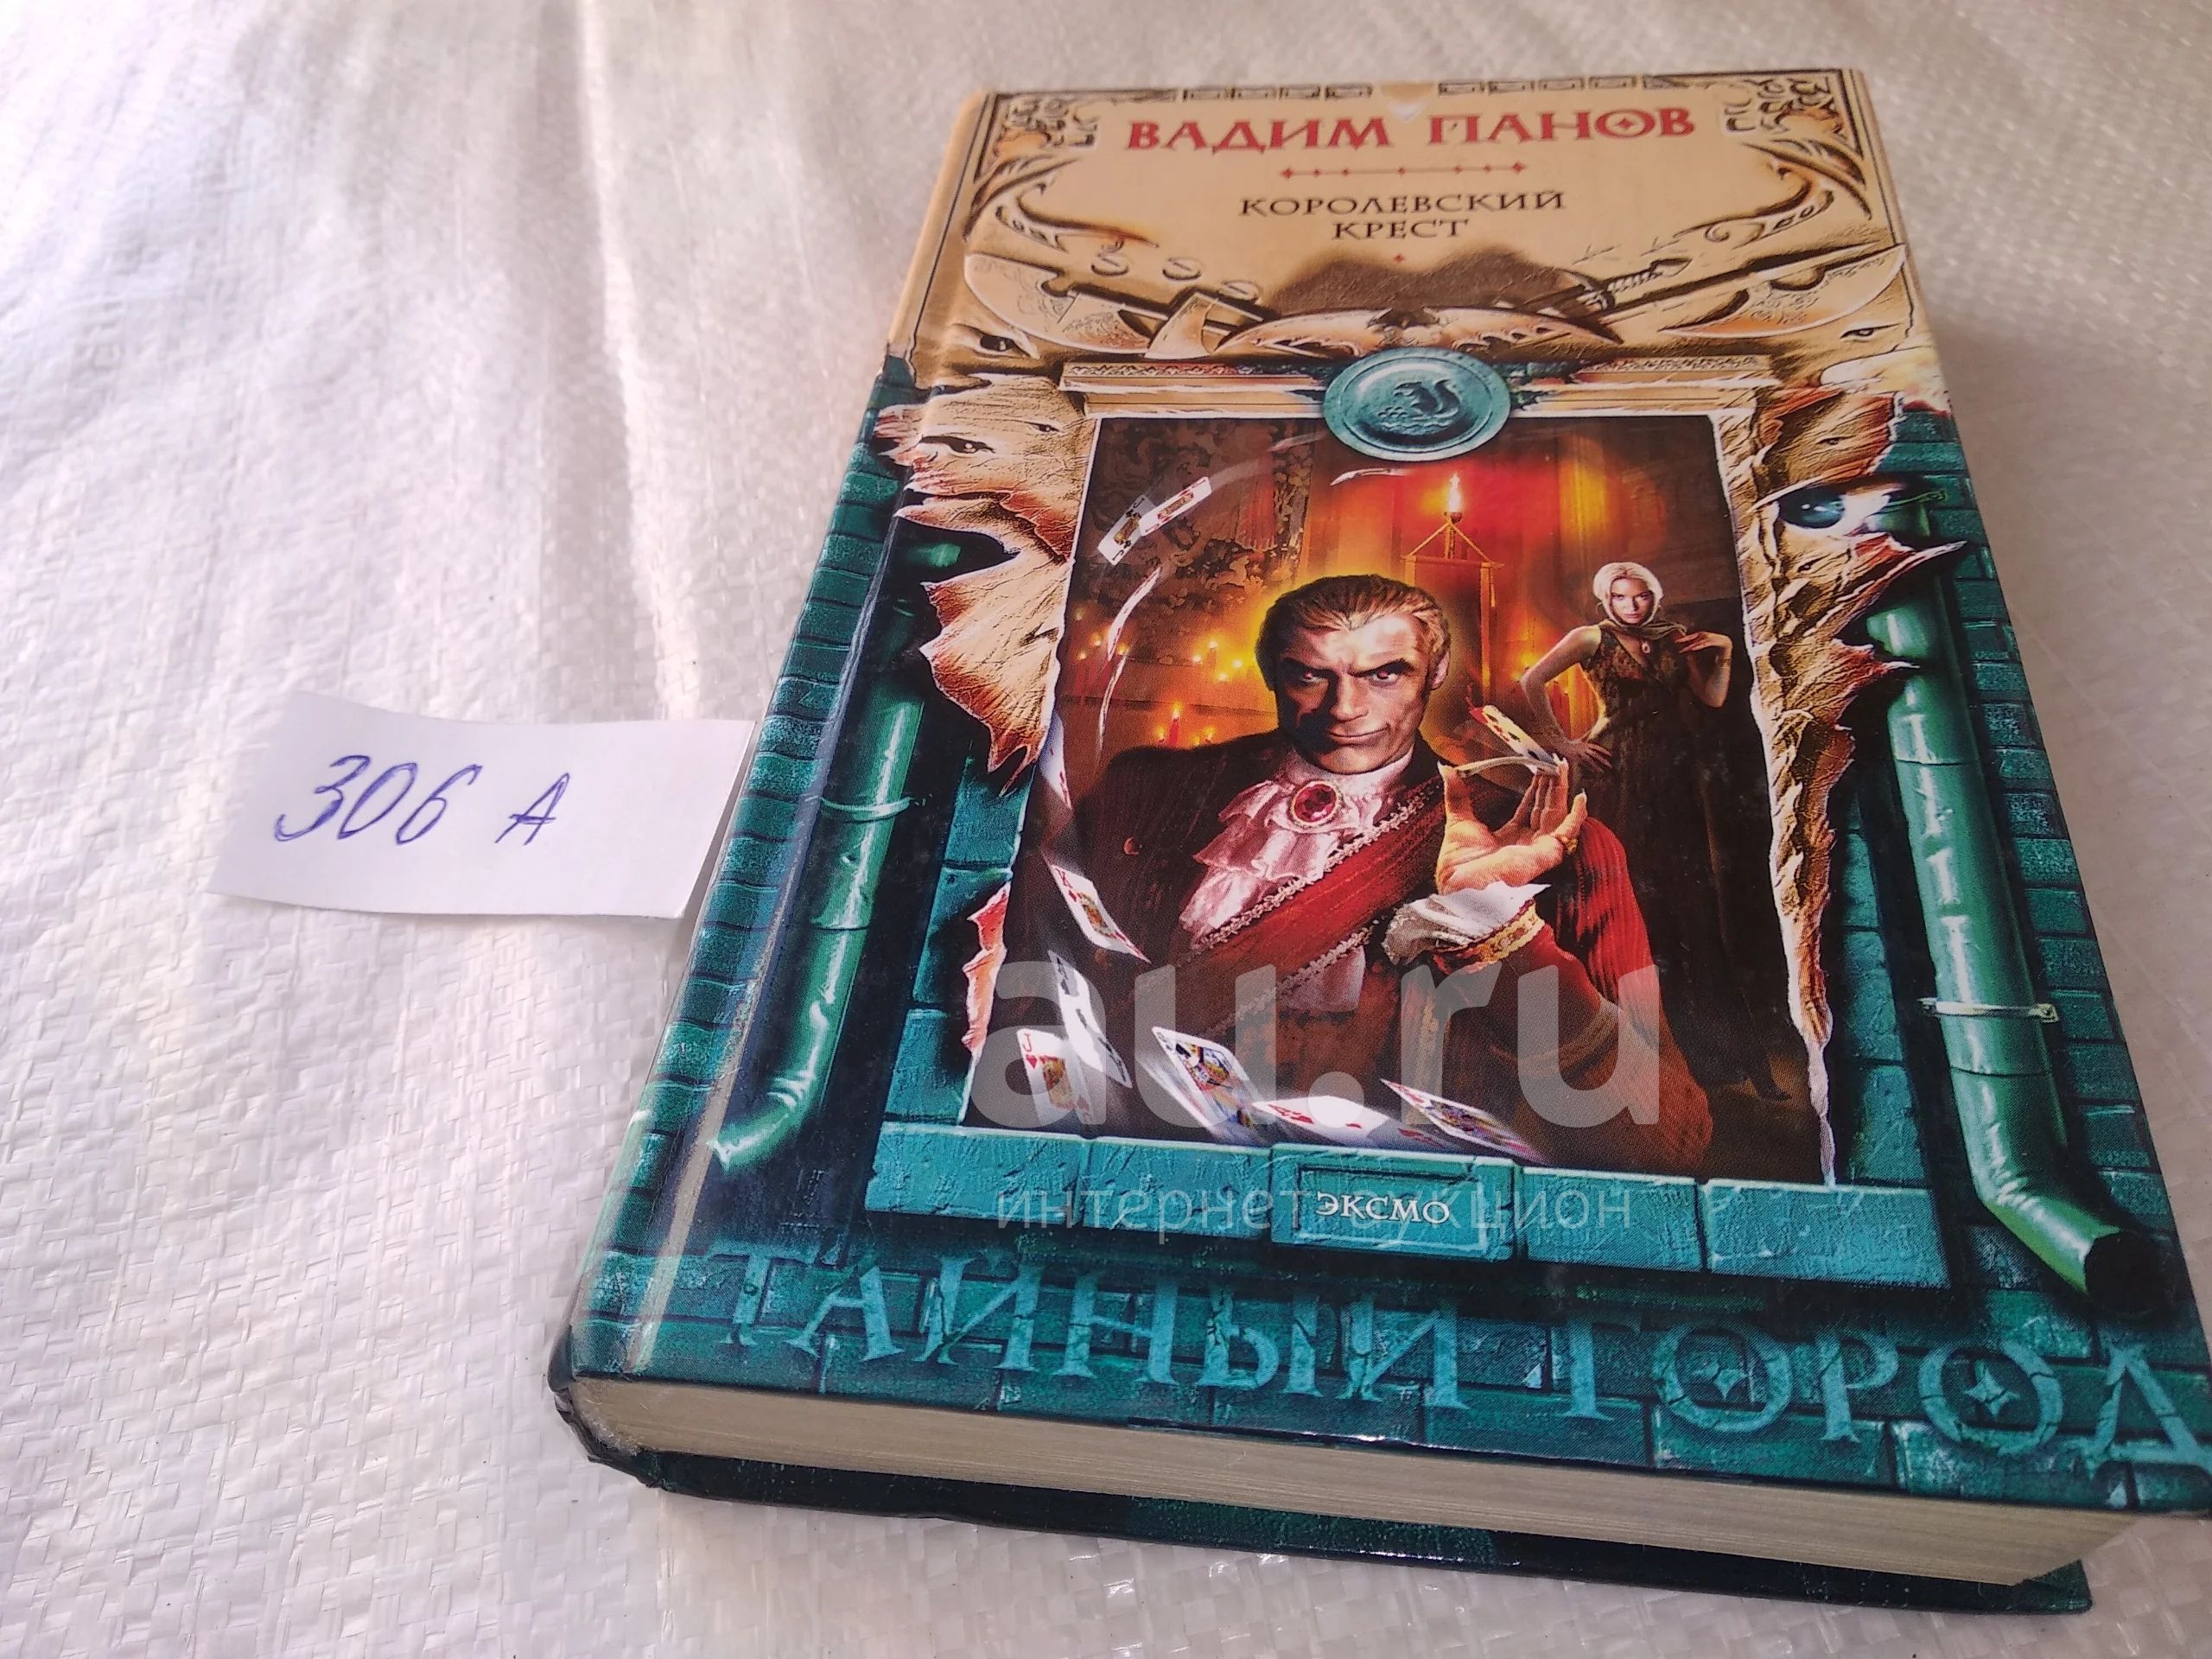 ВАДИМ ПАНОВ
КОРОЛЕВСКИЙ
КРЕСТ
306 А
K
J
au.ru
интернет-аукцион
ЭКСМО
ТАЙНЫЙ ГОРОД